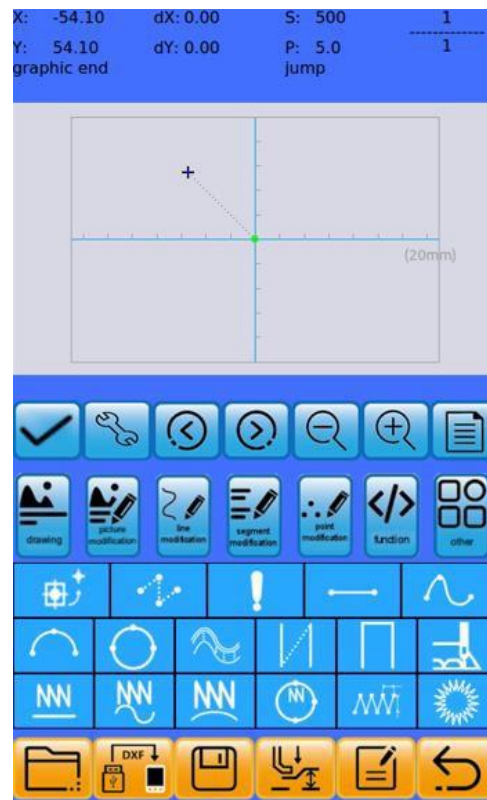 X: -54.10 dX: 0.00 S: 500 1
Y: 54.10 dY: 0.00 P: 5.0 1
graphic end jump
(20mm)
drawing
picture modification
line modification
segment modification
point modification
function
other
DXF